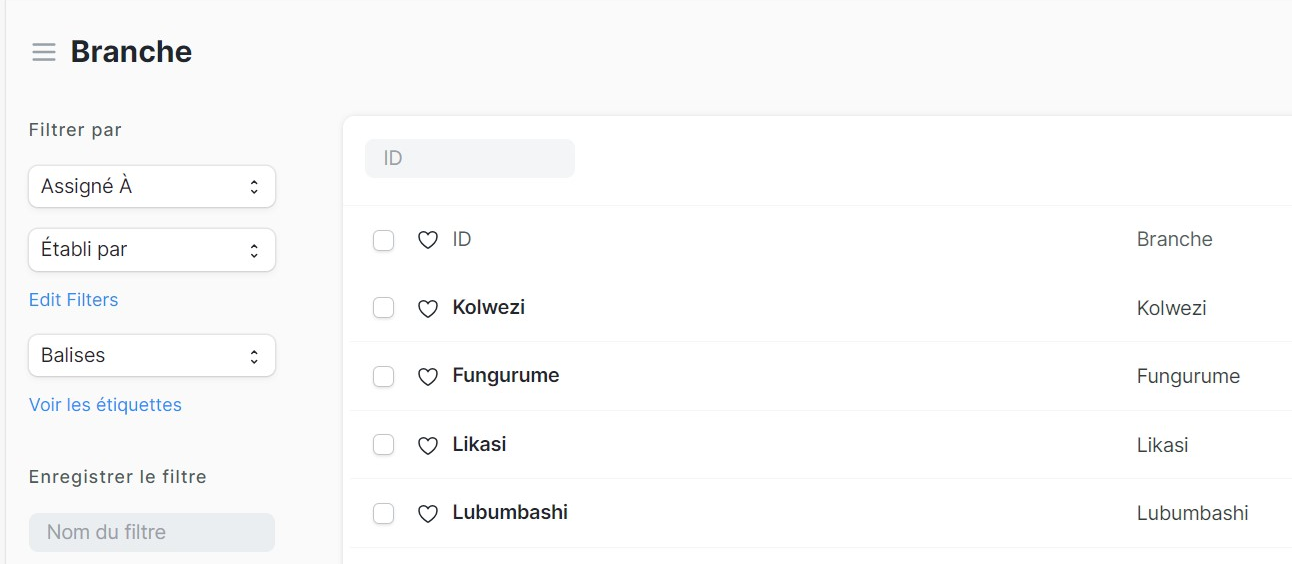 Branche
Filtrer par
Assigné À
Établi par
Edit Filters
Balises
Voir les étiquettes
Enregistrer le filtre
Nom du filtre
ID
ID Branche
Kolwezi Kolwezi
Fungurume Fungurume
Likasi Likasi
Lubumbashi Lubumbashi